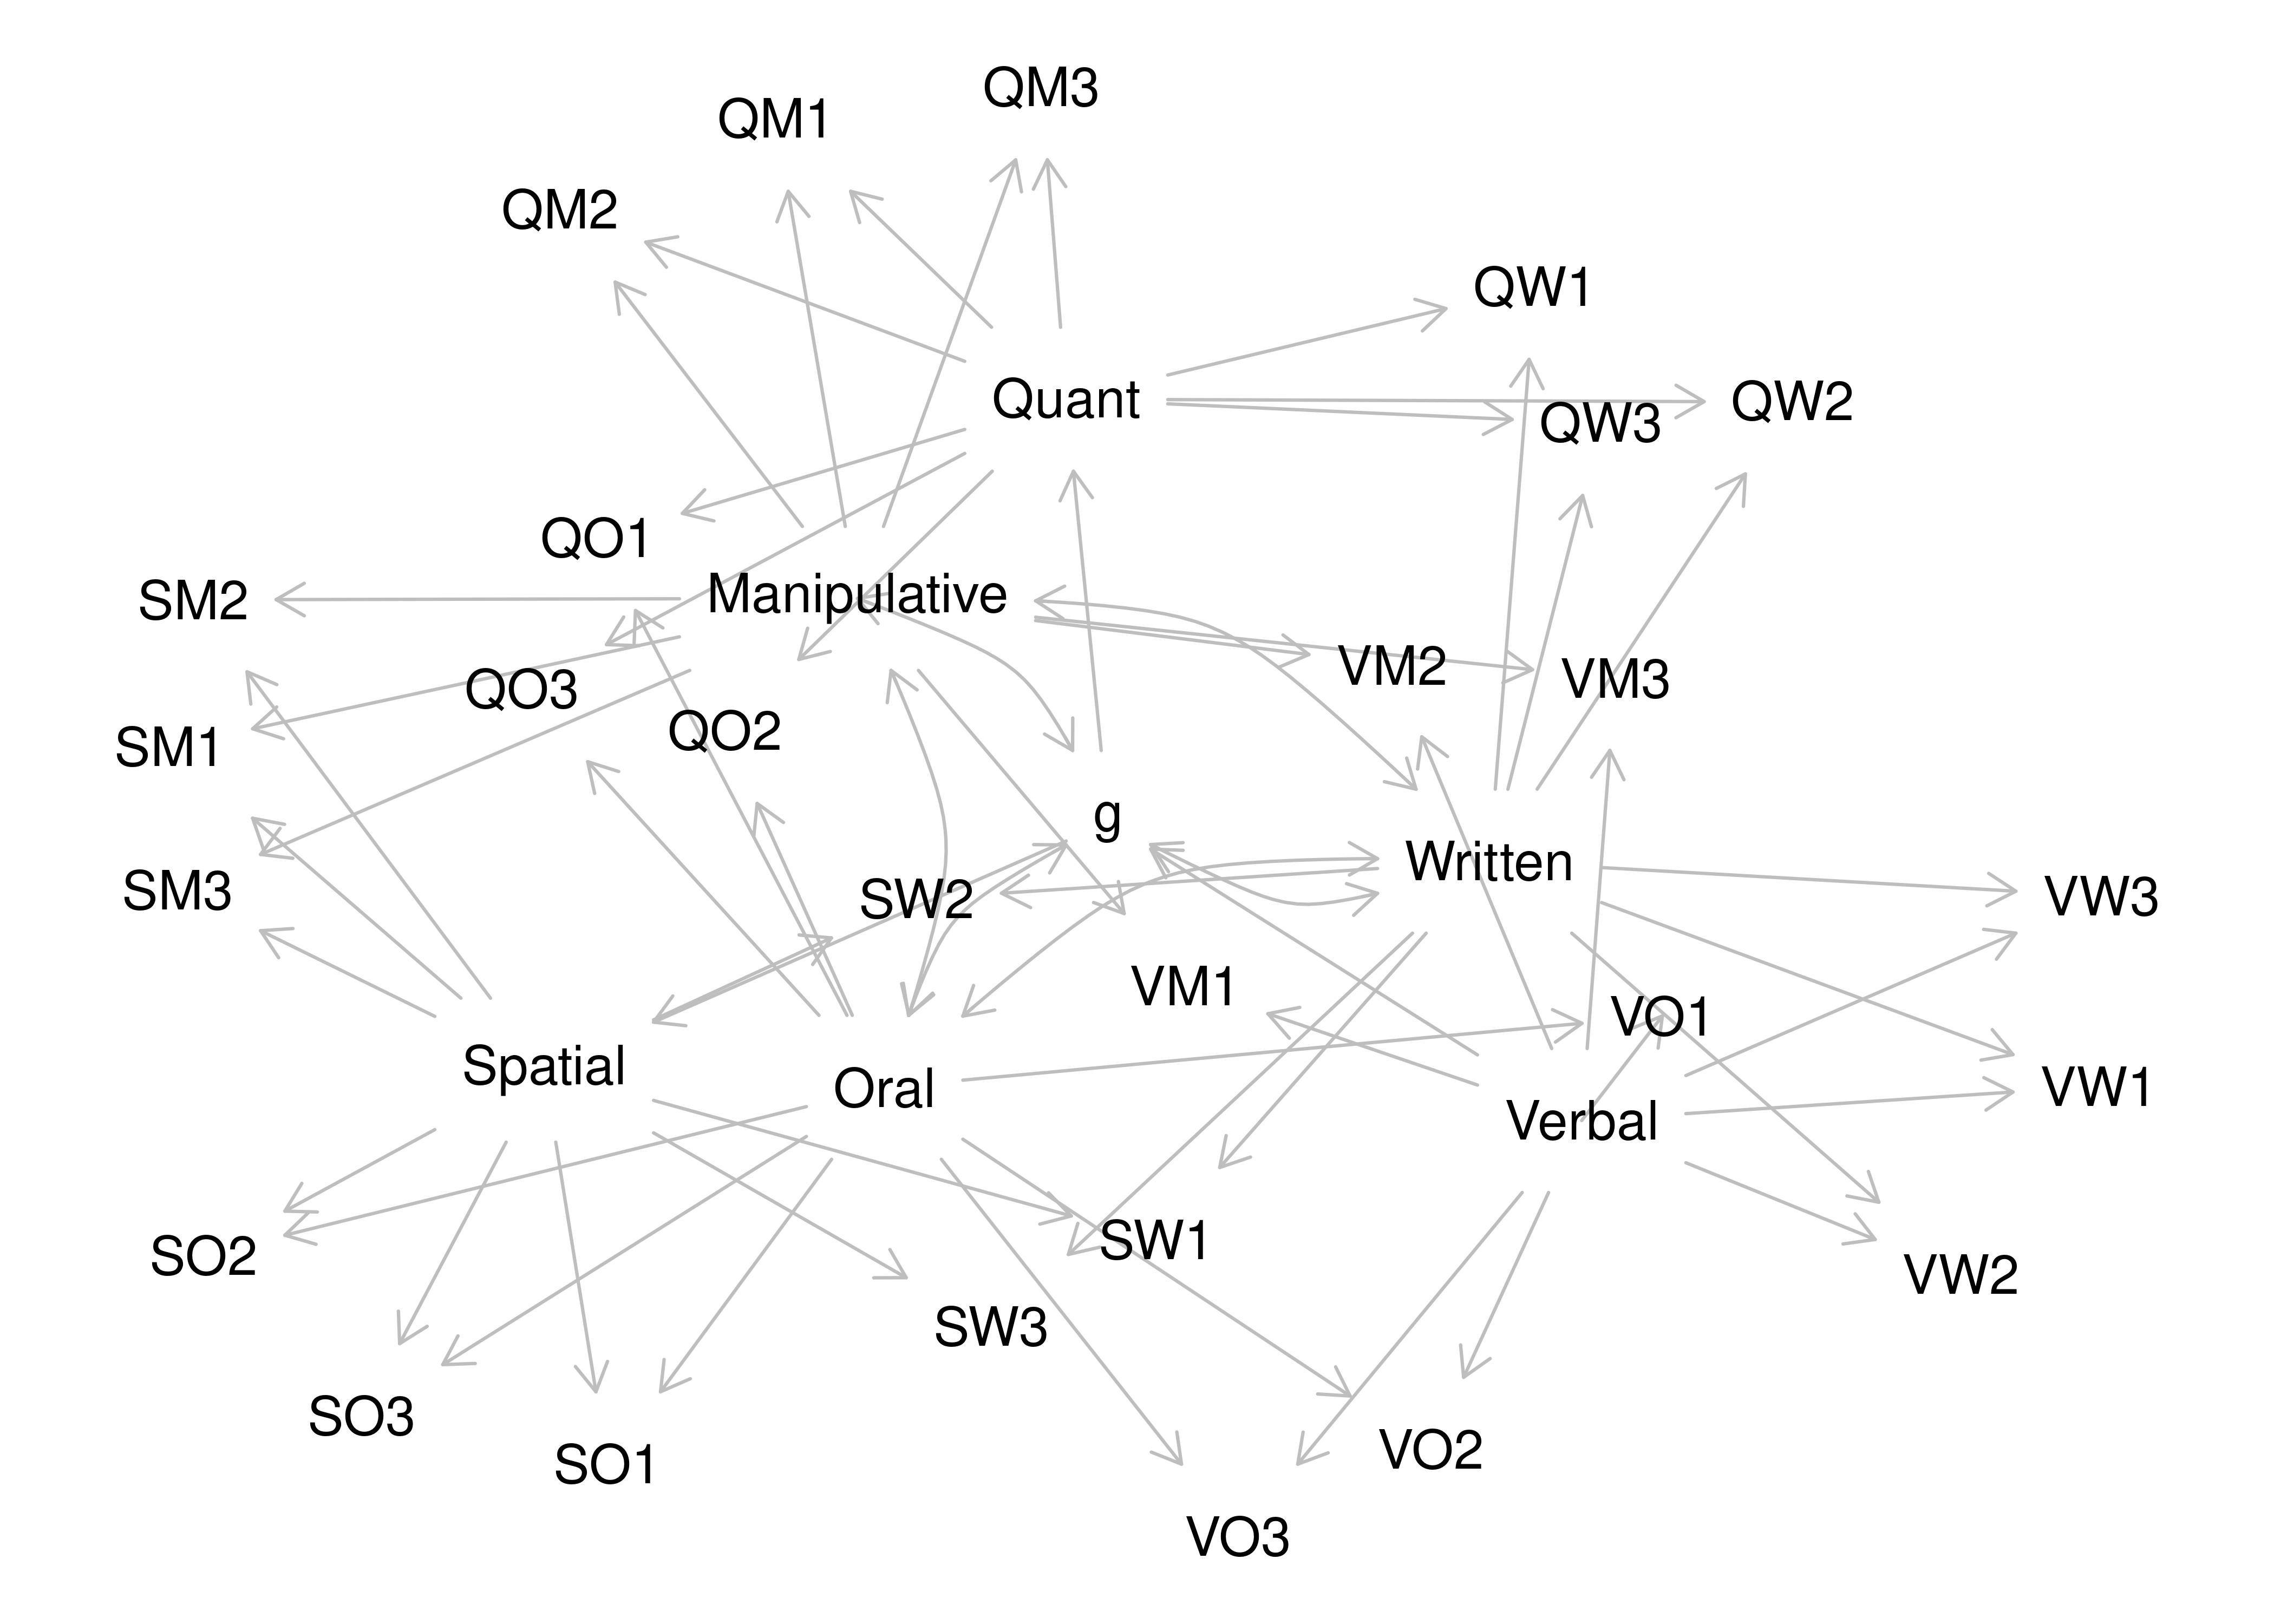 QM3
QM1
QM2
QW1
Quant
QW2
QW3
QO1
Manipulative
SM2
VM2
VM3
QO3
QO2
SM1
g
Written
SM3
SW2
VW3
VM1
VO1
Spatial
Oral
VW1
Verbal
SW1
SO2
VW2
SW3
SO3
VO2
SO1
VO3